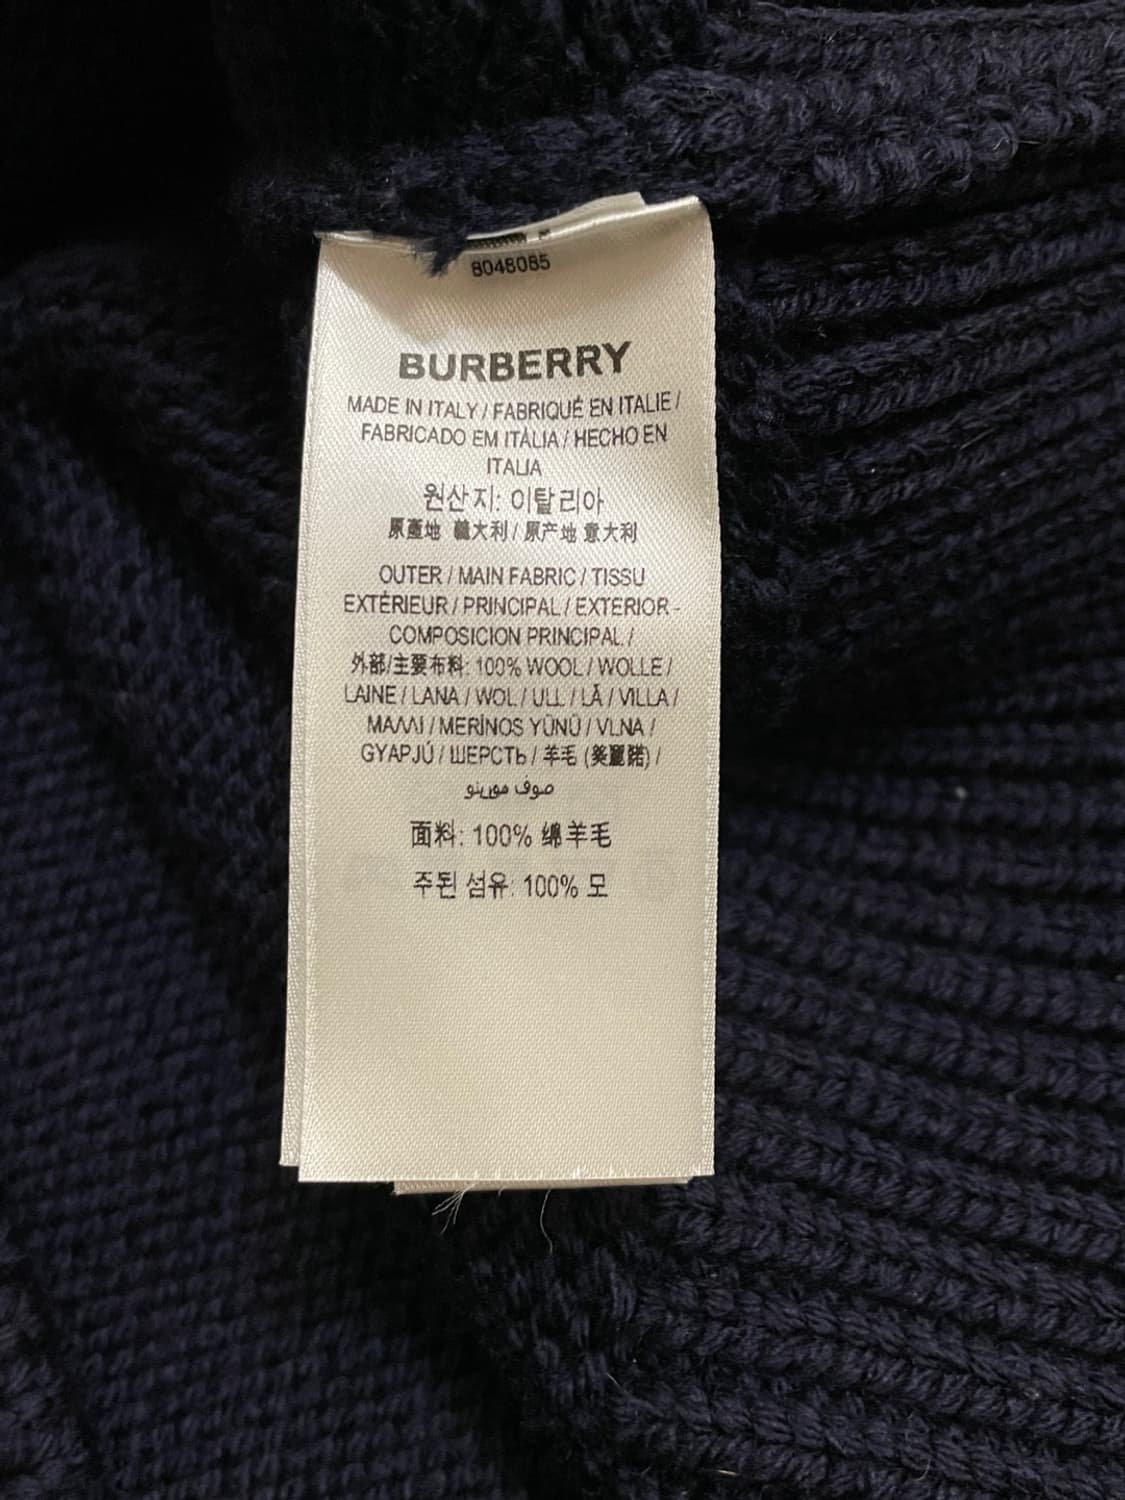 8048085
BURBERRY
MADE IN ITALY / FABRIQUÉ EN ITALIE /
FABRICADO EM ITÁLIA / HECHO EN
ITALIA
원산지: 이탈리아
原產地 義大利 / 原产地 意大利
OUTER / MAIN FABRIC / TISSU
EXTÉRIEUR / PRINCIPAL / EXTERIOR -
COMPOSICION PRINCIPAL /
外部/主要布料: 100% WOOL / WOLLE /
LAINE / LANA / WOL / ULL / LÃ / VILLA /
ΜΑΛΛΙ / MERİNOS YÜNÜ / VLNA /
GYAPJÚ / ШЕРСТЬ / 羊毛 (美麗諾) /
صوف مورينو
面料: 100% 绵羊毛
주된 섬유: 100% 모